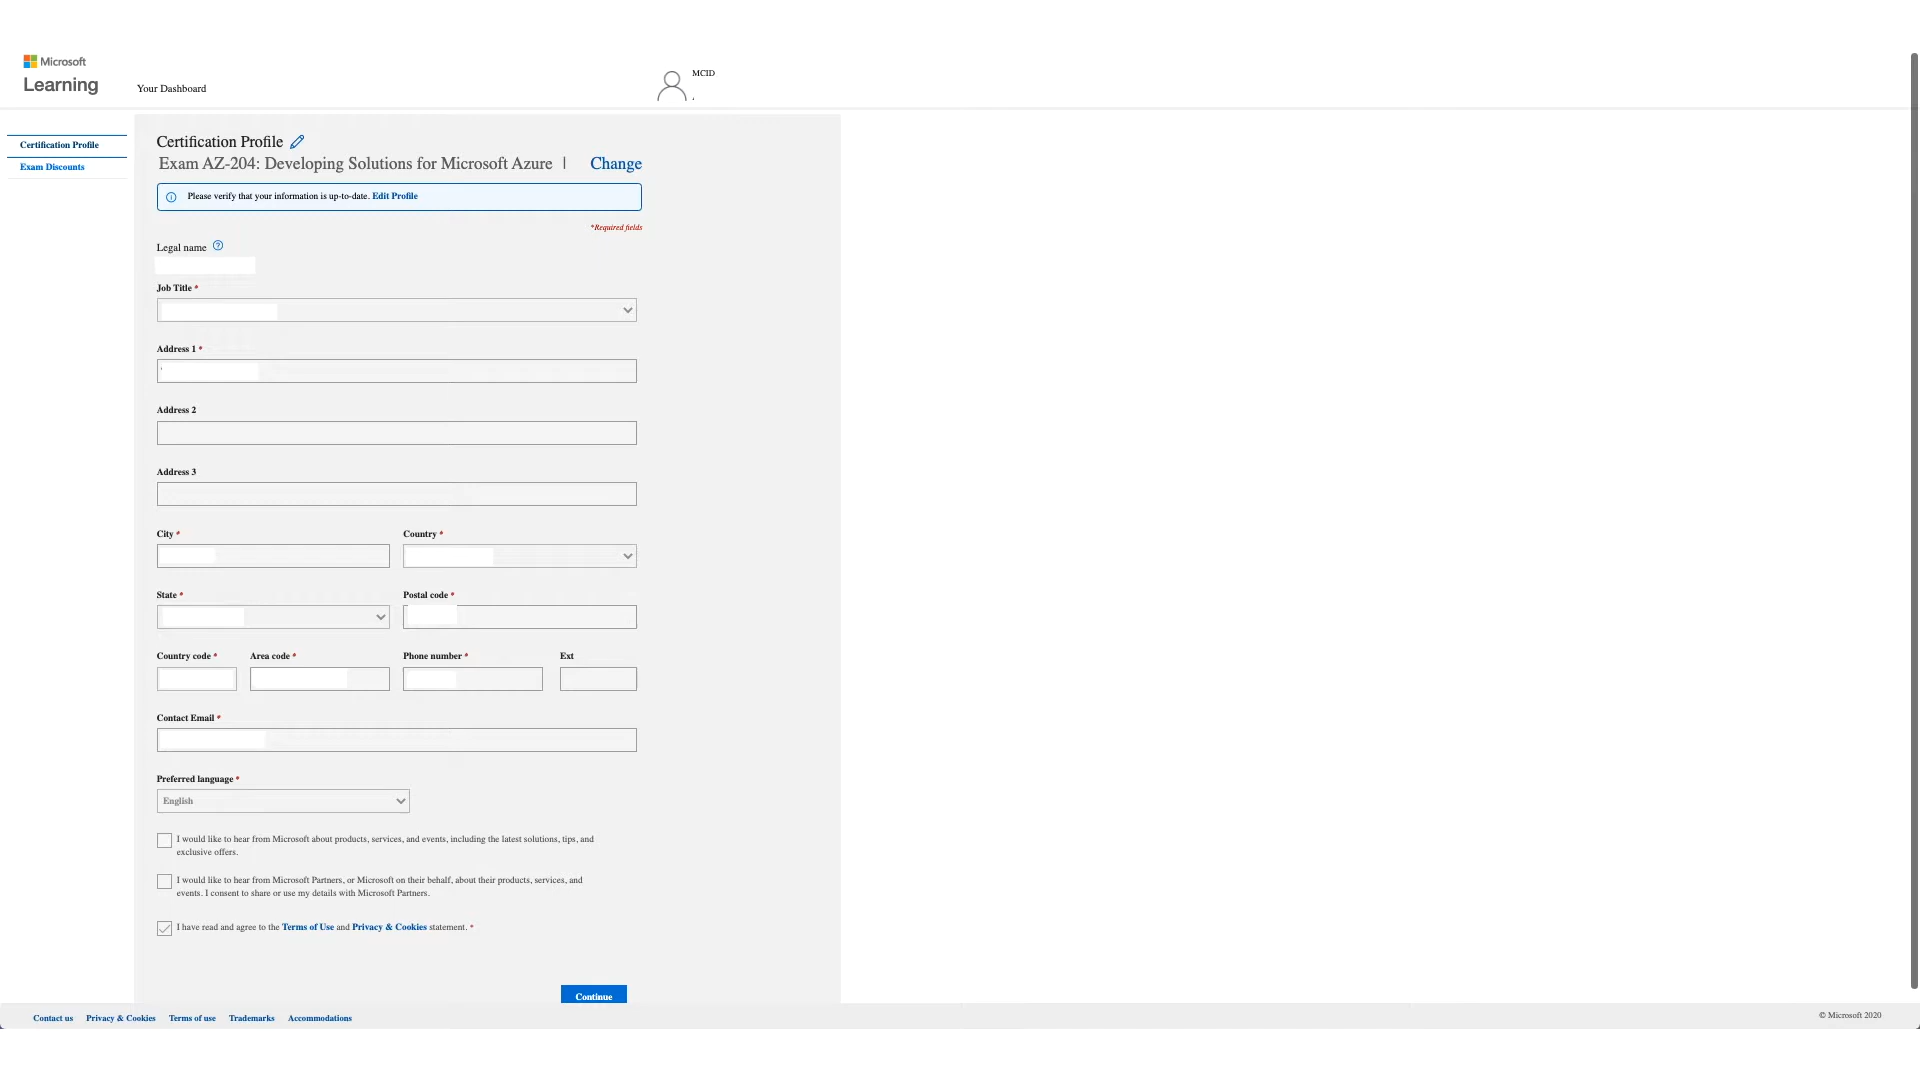 Microsoft
Learning
Your Dashboard
MCID
Certification Profile
Exam Discounts
Certification Profile
Exam AZ-204: Developing Solutions for Microsoft Azure | Change
Please verify that your information is up-to-date. Edit Profile
*Required fields
Legal name
Job Title *
Address 1 *
Address 2
Address 3
City * Country *
State * Postal code *
Country code * Area code * Phone number * Ext
Contact Email *
Preferred language *
English
I would like to hear from Microsoft about products, services, and events, including the latest solutions, tips, and
exclusive offers.
I would like to hear from Microsoft Partners, or Microsoft on their behalf, about their products, services, and
events. I consent to share or use my details with Microsoft Partners.
I have read and agree to the Terms of Use and Privacy & Cookies statement. *
Continue
Contact us Privacy & Cookies Terms of use Trademarks Accommodations
© Microsoft 2020